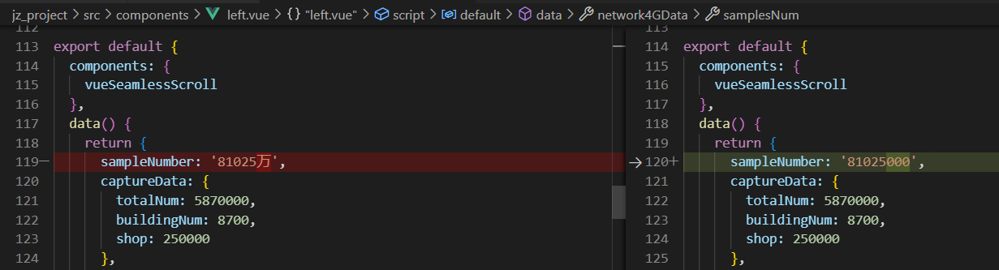 jz_project > src > components > left.vue > {} "left.vue" > script > default > data > network4GData > samplesNum
112
113 export default {
114 components: {
115 vueSeamlessScroll
116 },
117 data() {
118 return {
119 sampleNumber: '81025万',
120 captureData: {
121 totalNum: 5870000,
122 buildingNum: 8700,
123 shop: 250000
124 },
113
114 export default {
115 components: {
116 vueSeamlessScroll
117 },
118 data() {
119 return {
120+ sampleNumber: '81025000',
121 captureData: {
122 totalNum: 5870000,
123 buildingNum: 8700,
124 shop: 250000
125 },